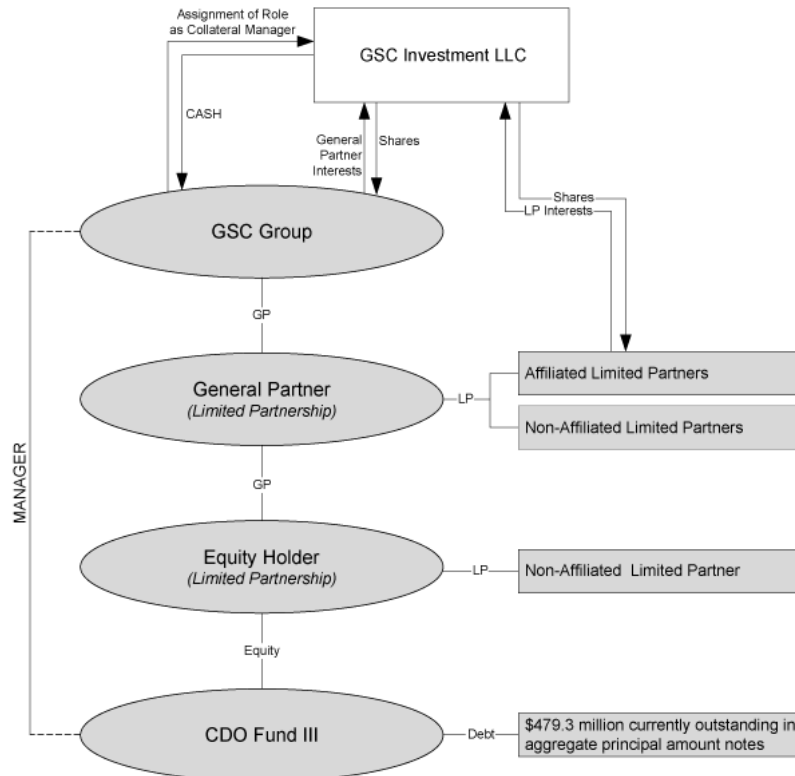 Assignment of Role
as Collateral Manager
GSC Investment LLC
CASH
General
Partner
Interests
Shares
Shares
LP Interests
GSC Group
GP
General Partner
(Limited Partnership)
LP
Affiliated Limited Partners
Non-Affiliated Limited Partners
MANAGER
GP
Equity Holder
(Limited Partnership)
LP
Non-Affiliated Limited Partner
Equity
CDO Fund III
Debt
$479.3 million currently outstanding in
aggregate principal amount notes